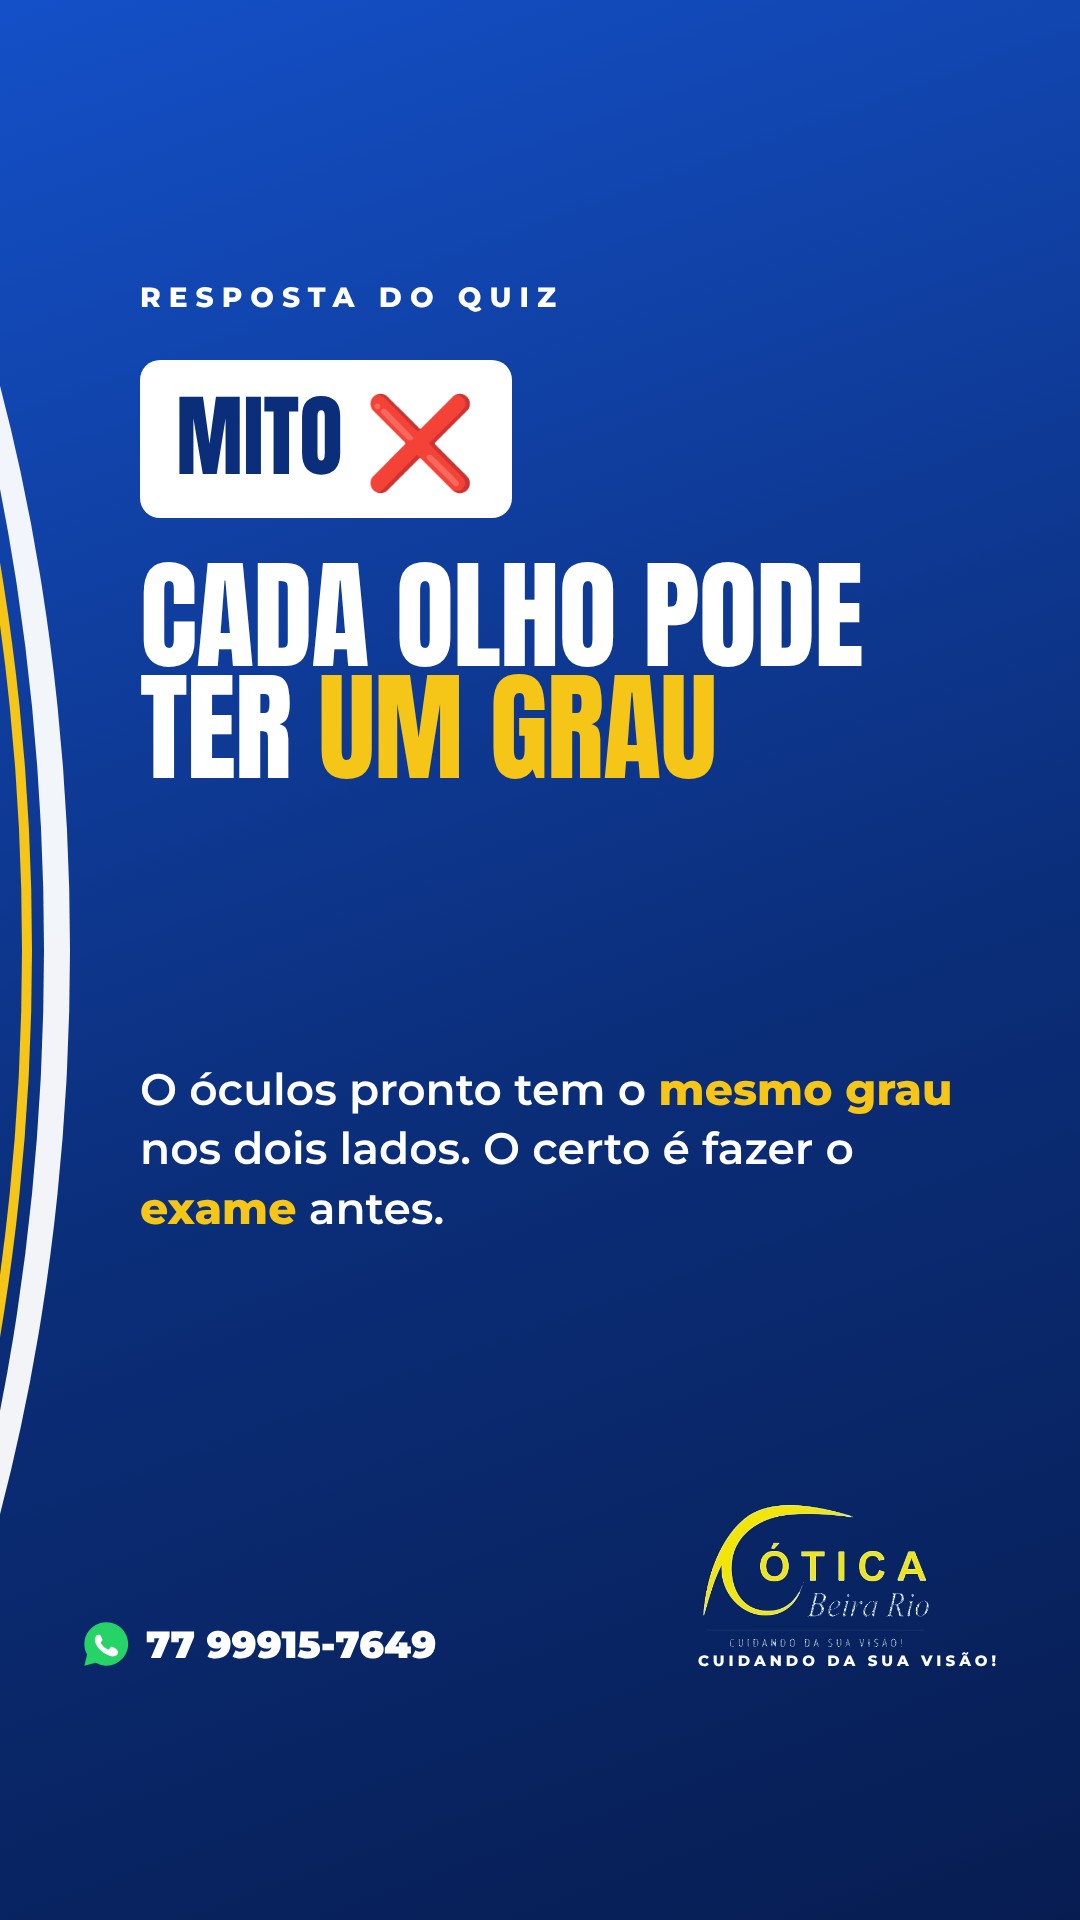 RESPOSTA DO QUIZ
MITO ❌
CADA OLHO PODE
TER UM GRAU
O óculos pronto tem o mesmo grau
nos dois lados. O certo é fazer o
exame antes.
ÓTICA
Beira Rio
CUIDANDO DA SUA VISÃO!
CUIDANDO DA SUA VISÃO!
77 99915-7649